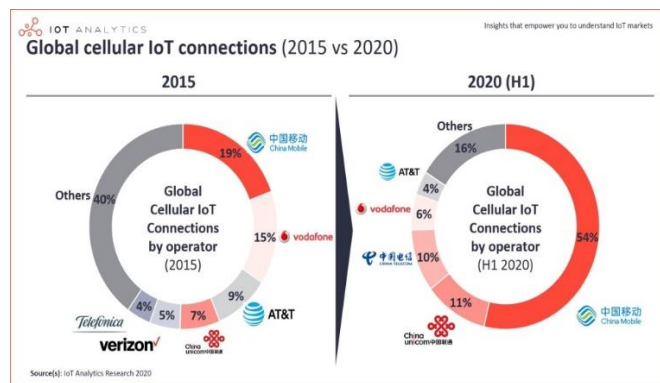 IOT ANALYTICS
Insights that empower you to understand IoT markets
Global cellular IoT connections (2015 vs 2020)
2015
19%
中国移动
China Mobile
15%
vodafone
9%
AT&T
7%
China
unicom中国联通
5%
verizon✓
4%
Telefónica
40%
Others
Global
Cellular IoT
Connections
by operator
(2015)
2020 (H1)
Others
16%
AT&T
4%
vodafone
6%
中国电信
CHINA TELECOM
10%
China
unicom中国联通
11%
54%
中国移动
China Mobile
Global
Cellular IoT
Connections
by operator
(H1 2020)
Source(s): IoT Analytics Research 2020